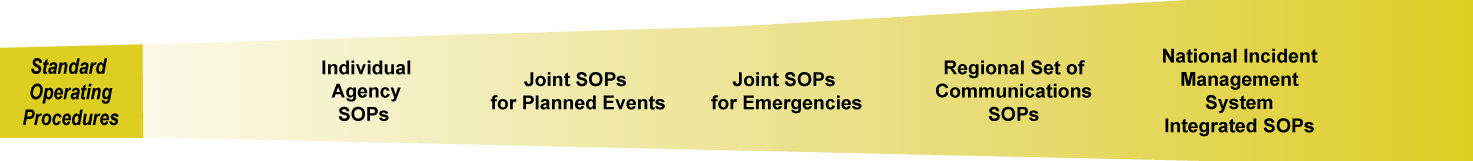 Standard
Operating
Procedures
Individual
Agency
SOPs
Joint SOPs
for Planned Events
Joint SOPs
for Emergencies
Regional Set of
Communications
SOPs
National Incident
Management
System
Integrated SOPs